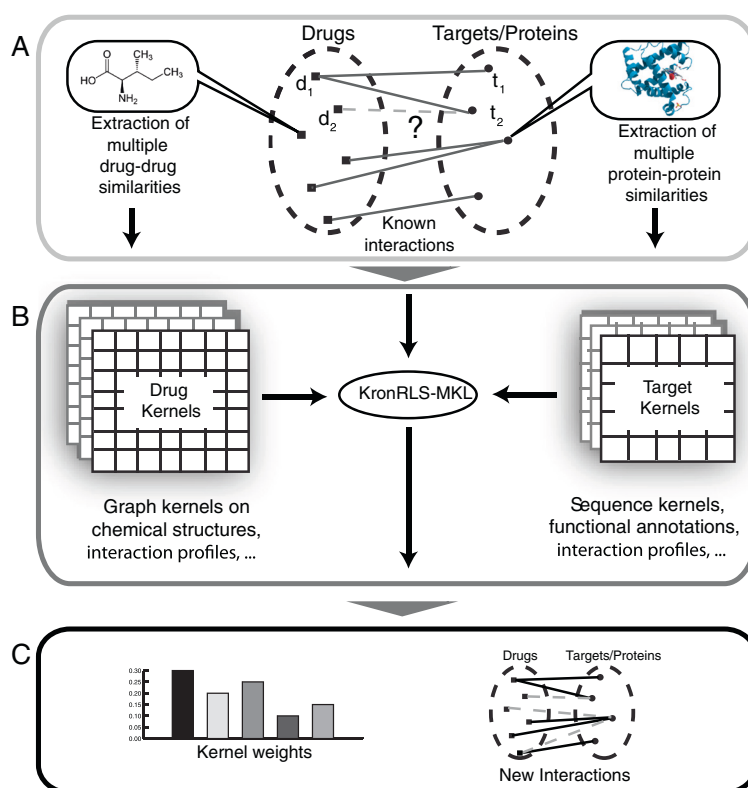 A
Drugs
Targets/Proteins
O
CH₃
HO
CH₃
NH₂
d₁
t₁
d₂
?
t₂
Extraction of
multiple
drug-drug
similarities
Extraction of
multiple
protein-protein
similarities
Known
interactions
B
Drug
Kernels
KronRLS-MKL
Target
Kernels
Graph kernels on
chemical structures,
interaction profiles, ...
Sequence kernels,
functional annotations,
interaction profiles, ...
C
0.30
0.25
0.20
0.15
0.10
0.05
0.00
Kernel weights
Drugs
Targets/Proteins
New Interactions